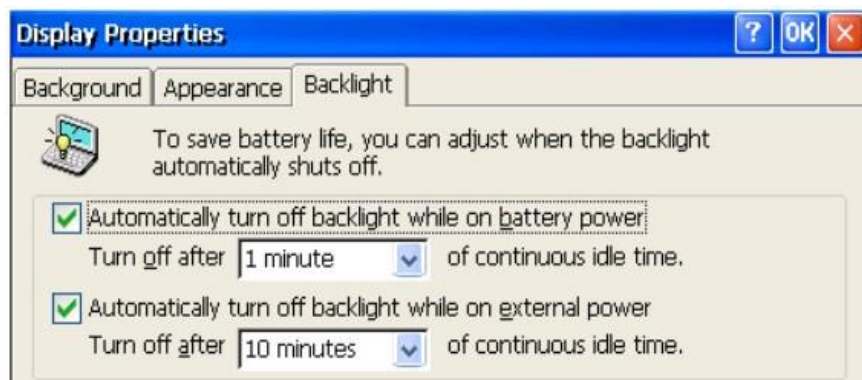 Display Properties ? OK ×
Background Appearance Backlight
To save battery life, you can adjust when the backlight
automatically shuts off.
Automatically turn off backlight while on battery power
Turn off after 1 minute of continuous idle time.
Automatically turn off backlight while on external power
Turn off after 10 minutes of continuous idle time.